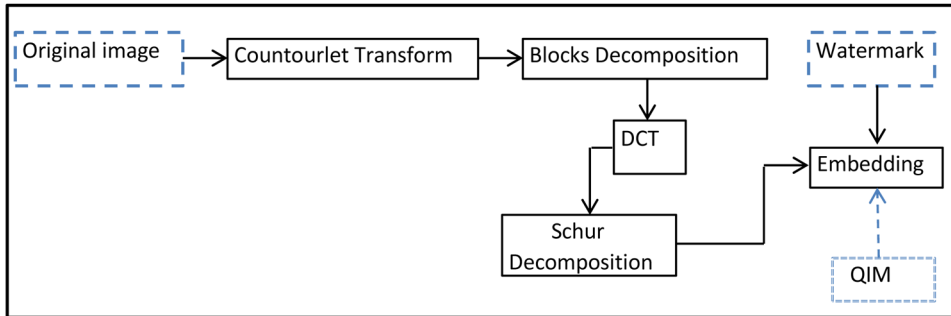 Original image
Countourlet Transform
Blocks Decomposition
Watermark
DCT
Embedding
Schur
Decomposition
QIM